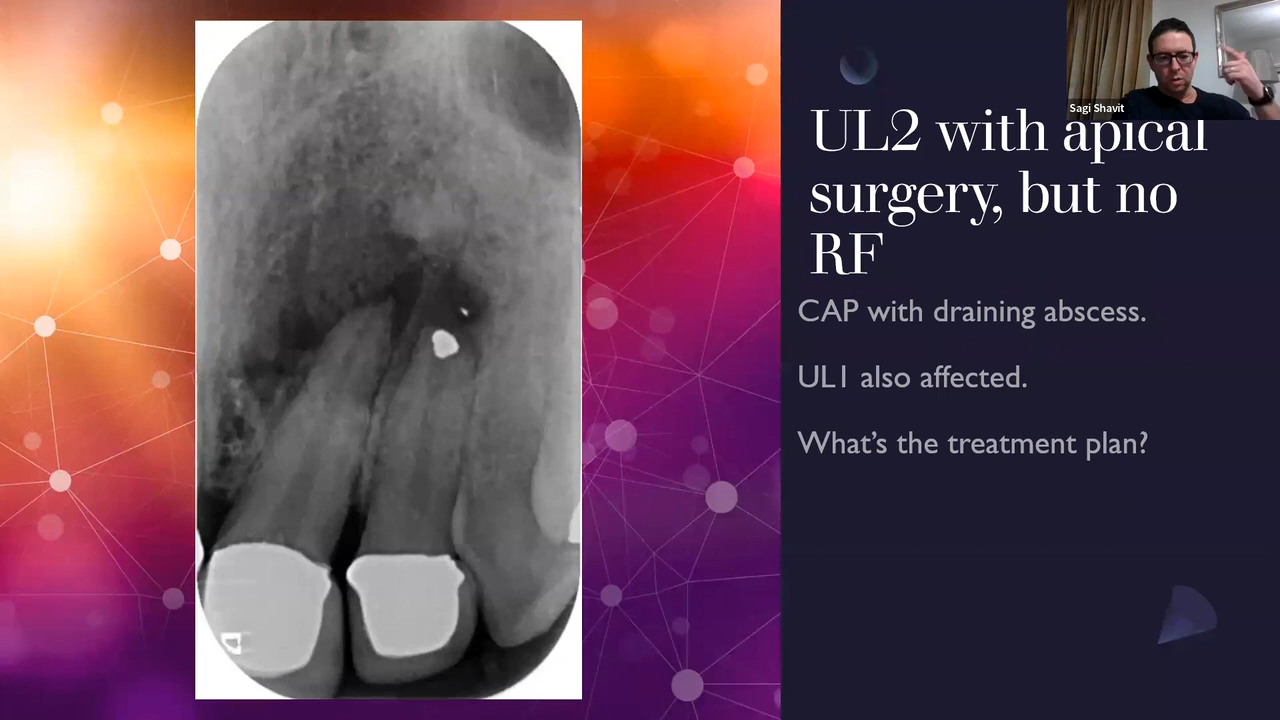 Sagi Shavit
UL2 with apical
surgery, but no
RF
CAP with draining abscess.
UL1 also affected.
What's the treatment plan?